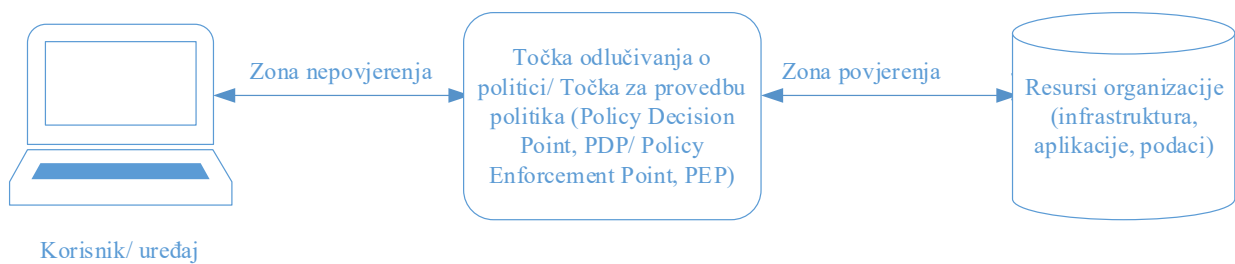 Zona nepovjerenja
Točka odlučivanja o
politici/ Točka za provedbu
politika (Policy Decision
Point, PDP/ Policy
Enforcement Point, PEP)
Zona povjerenja
Resursi organizacije
(infrastruktura,
aplikacije, podaci)
Korisnik/ uređaj